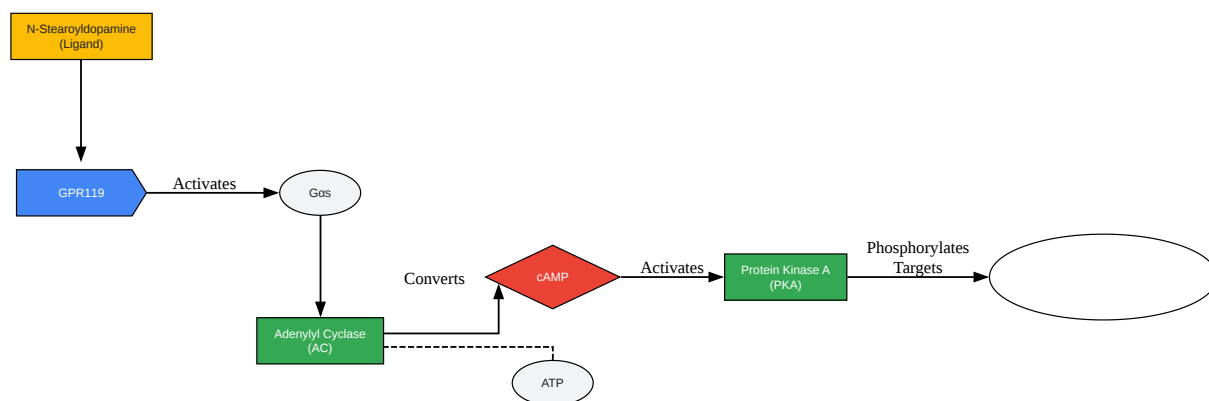 N-Stearoyldopamine
(Ligand)
GPR119
Activates
Gαs
Adenylyl Cyclase
(AC)
Converts
cAMP
ATP
Activates
Protein Kinase A
(PKA)
Phosphorylates
Targets